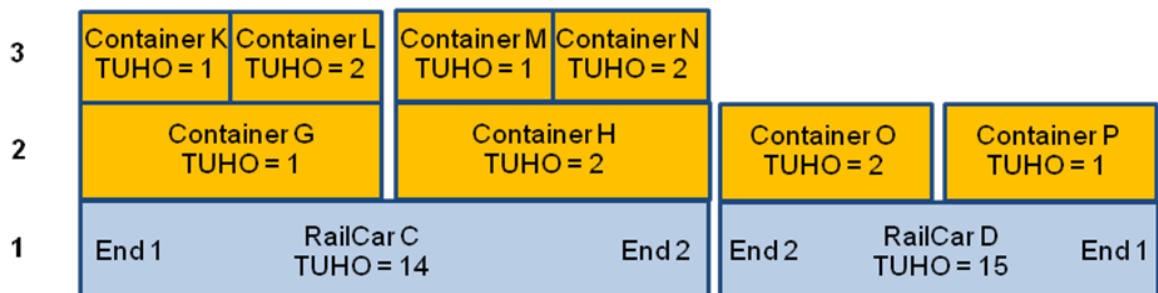 3
Container K
TUHO = 1
Container L
TUHO = 2
Container M
TUHO = 1
Container N
TUHO = 2
2
Container G
TUHO = 1
Container H
TUHO = 2
Container O
TUHO = 2
Container P
TUHO = 1
1
End 1
RailCar C
TUHO = 14
End 2
End 2
RailCar D
TUHO = 15
End 1